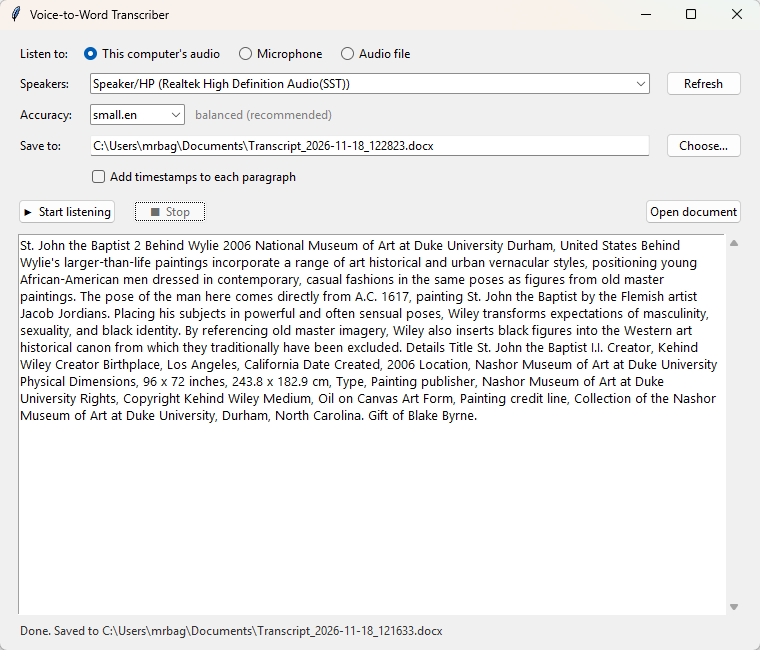 Voice-to-Word Transcriber
Listen to: This computer's audio Microphone Audio file
Speakers: Speaker/HP (Realtek High Definition Audio(SST)) Refresh
Accuracy: small.en balanced (recommended)
Save to: C:\Users\mrbag\Documents\Transcript_2026-11-18_122823.docx Choose...
Add timestamps to each paragraph
Start listening Stop Open document
St. John the Baptist 2 Behind Wylie 2006 National Museum of Art at Duke University Durham, United States Behind
Wylie's larger-than-life paintings incorporate a range of art historical and urban vernacular styles, positioning young
African-American men dressed in contemporary, casual fashions in the same poses as figures from old master
paintings. The pose of the man here comes directly from A.C. 1617, painting St. John the Baptist by the Flemish artist
Jacob Jordians. Placing his subjects in powerful and often sensual poses, Wiley transforms expectations of masculinity,
sexuality, and black identity. By referencing old master imagery, Wiley also inserts black figures into the Western art
historical canon from which they traditionally have been excluded. Details Title St. John the Baptist I.I. Creator, Kehind
Wiley Creator Birthplace, Los Angeles, California Date Created, 2006 Location, Nashor Museum of Art at Duke University
Physical Dimensions, 96 x 72 inches, 243.8 x 182.9 cm, Type, Painting publisher, Nashor Museum of Art at Duke
University Rights, Copyright Kehind Wiley Medium, Oil on Canvas Art Form, Painting credit line, Collection of the Nashor
Museum of Art at Duke University, Durham, North Carolina. Gift of Blake Byrne.
Done. Saved to C:\Users\mrbag\Documents\Transcript_2026-11-18_121633.docx